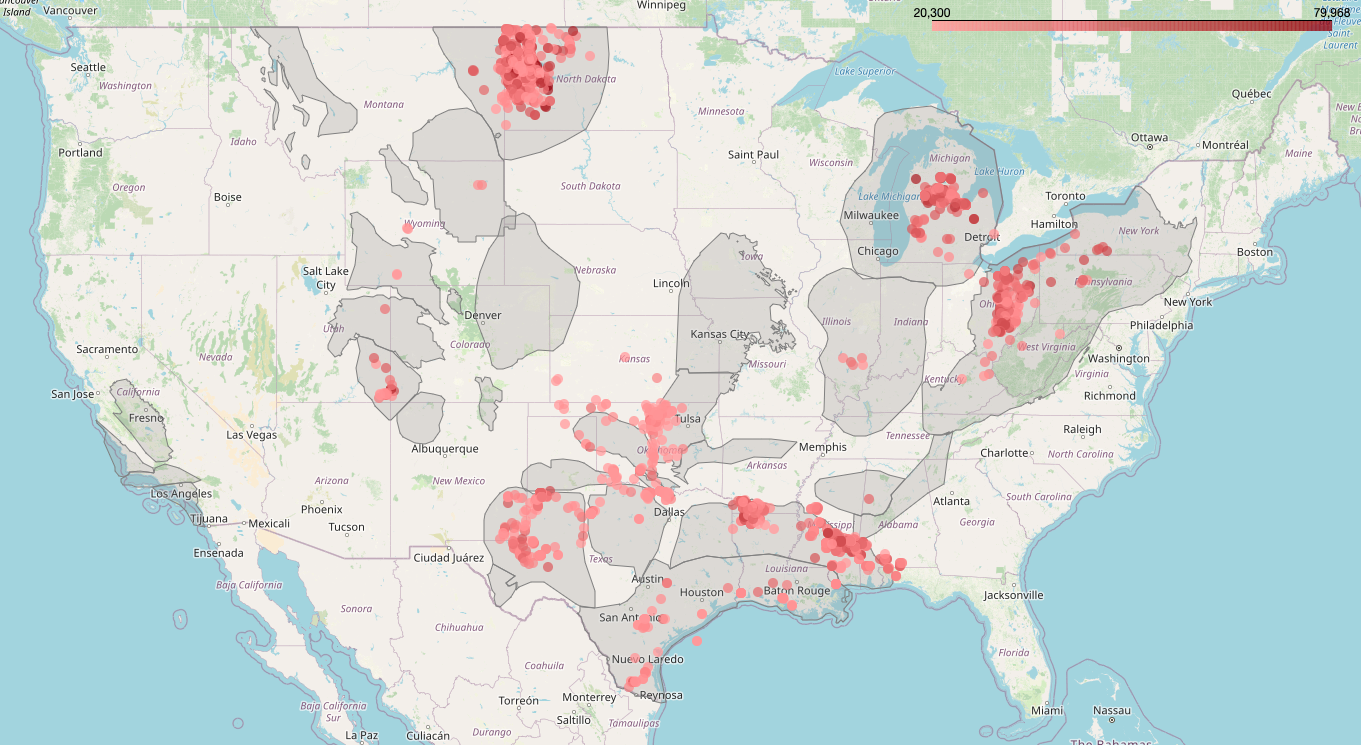 Vancouver
Winnipeg
20,300
79,968
Island
Seattle
Washington
Lake Superior
Saint-
Laurent
North Dakota
Québec
Montana
Minnesota
Ottawa
Montréal
Idaho
Portland
Saint Paul
Wisconsin
Michigan
Maine
Lake Huron
Oregon
Boise
South Dakota
Lake Michigan
Toronto
Wyoming
Milwaukee
Hamilton
New York
Detroit
Chicago
Boston
Salt Lake
City
Nebraska
Iowa
Lincoln
Pennsylvania
Ohio
New York
Denver
Utah
Illinois
Indiana
Philadelphia
Kansas City
Sacramento
Nevada
Colorado
Kansas
Missouri
West Virginia
Washington
Virginia
Kentucky
San Jose
California
Richmond
Fresno
Las Vegas
Tulsa
Raleigh
Albuquerque
Oklahoma
Memphis
Tennessee
Charlotte
North Carolina
Arkansas
Arizona
New Mexico
Los Angeles
South Carolina
Phoenix
Atlanta
Tijuana
Mexicali
Tucson
Dallas
Mississippi
Alabama
Georgia
Ensenada
Ciudad Juárez
Texas
Louisiana
Austin
Baja California
Houston
Baton Rouge
Jacksonville
Sonora
San Antonio
Chihuahua
Florida
Coahuila
Nuevo Laredo
Reynosa
Torreón
Monterrey
Baja California
Sur
Miami
Nassau
Saltillo
Tamaulipas
La Paz
Culiacán
Durango
The Bahamas